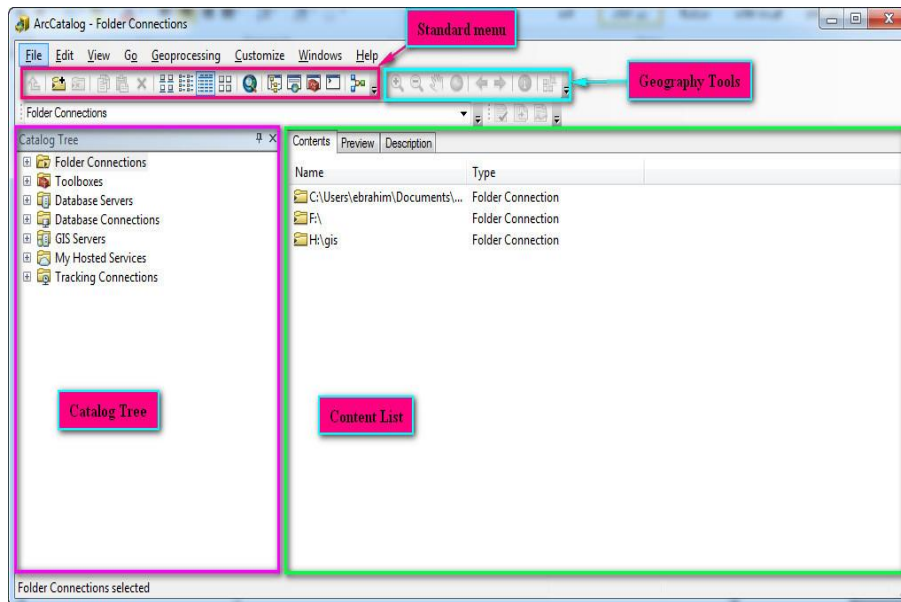 ArcCatalog - Folder Connections
Standard menu
File Edit View Go Geoprocessing Customize Windows Help
Geography Tools
Folder Connections
Catalog Tree
Contents Preview Description
Folder Connections
Toolboxes
Database Servers
Database Connections
GIS Servers
My Hosted Services
Tracking Connections
Name Type
C:\Users\ebrahim\Documents\... Folder Connection
F:\ Folder Connection
H:\gis Folder Connection
Catalog Tree
Content List
Folder Connections selected